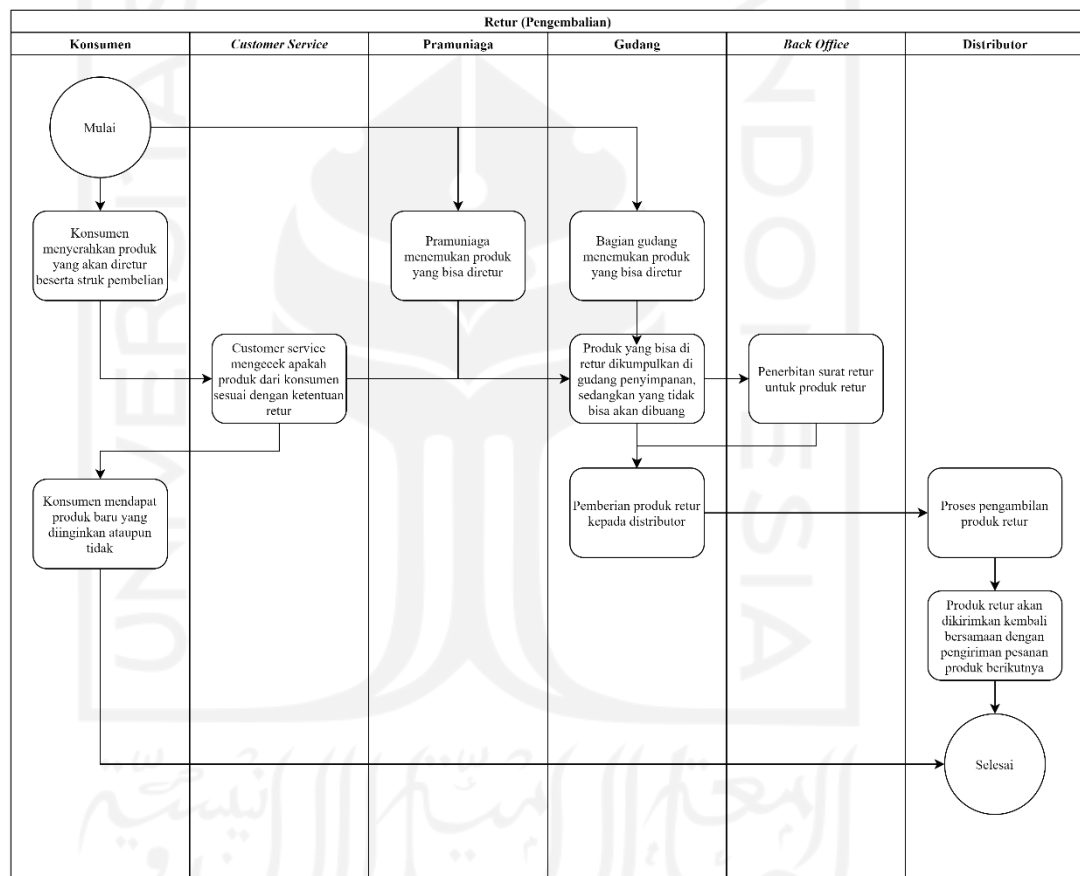 Retur (Pengembalian)
Konsumen
Customer Service
Pramuniaga
Gudang
Back Office
Distributor
Mulai
Konsumen
menyerahkan produk
yang akan diretur
beserta struk pembelian
Pramuniaga
menemukan produk
yang bisa diretur
Bagian gudang
menemukan produk
yang bisa diretur
Customer service
mengecek apakah
produk dari konsumen
sesuai dengan ketentuan
retur
Produk yang bisa di
retur dikumpulkan di
gudang penyimpanan,
sedangkan yang tidak
bisa akan dibuang
Penerbitan surat retur
untuk produk retur
Konsumen mendapat
produk baru yang
diinginkan ataupun
tidak
Pemberian produk retur
kepada distributor
Proses pengambilan
produk retur
Produk retur akan
dikirimkan kembali
bersamaan dengan
pengiriman pesanan
produk berikutnya
Selesai
UNIVERSITAS
INDONESIA